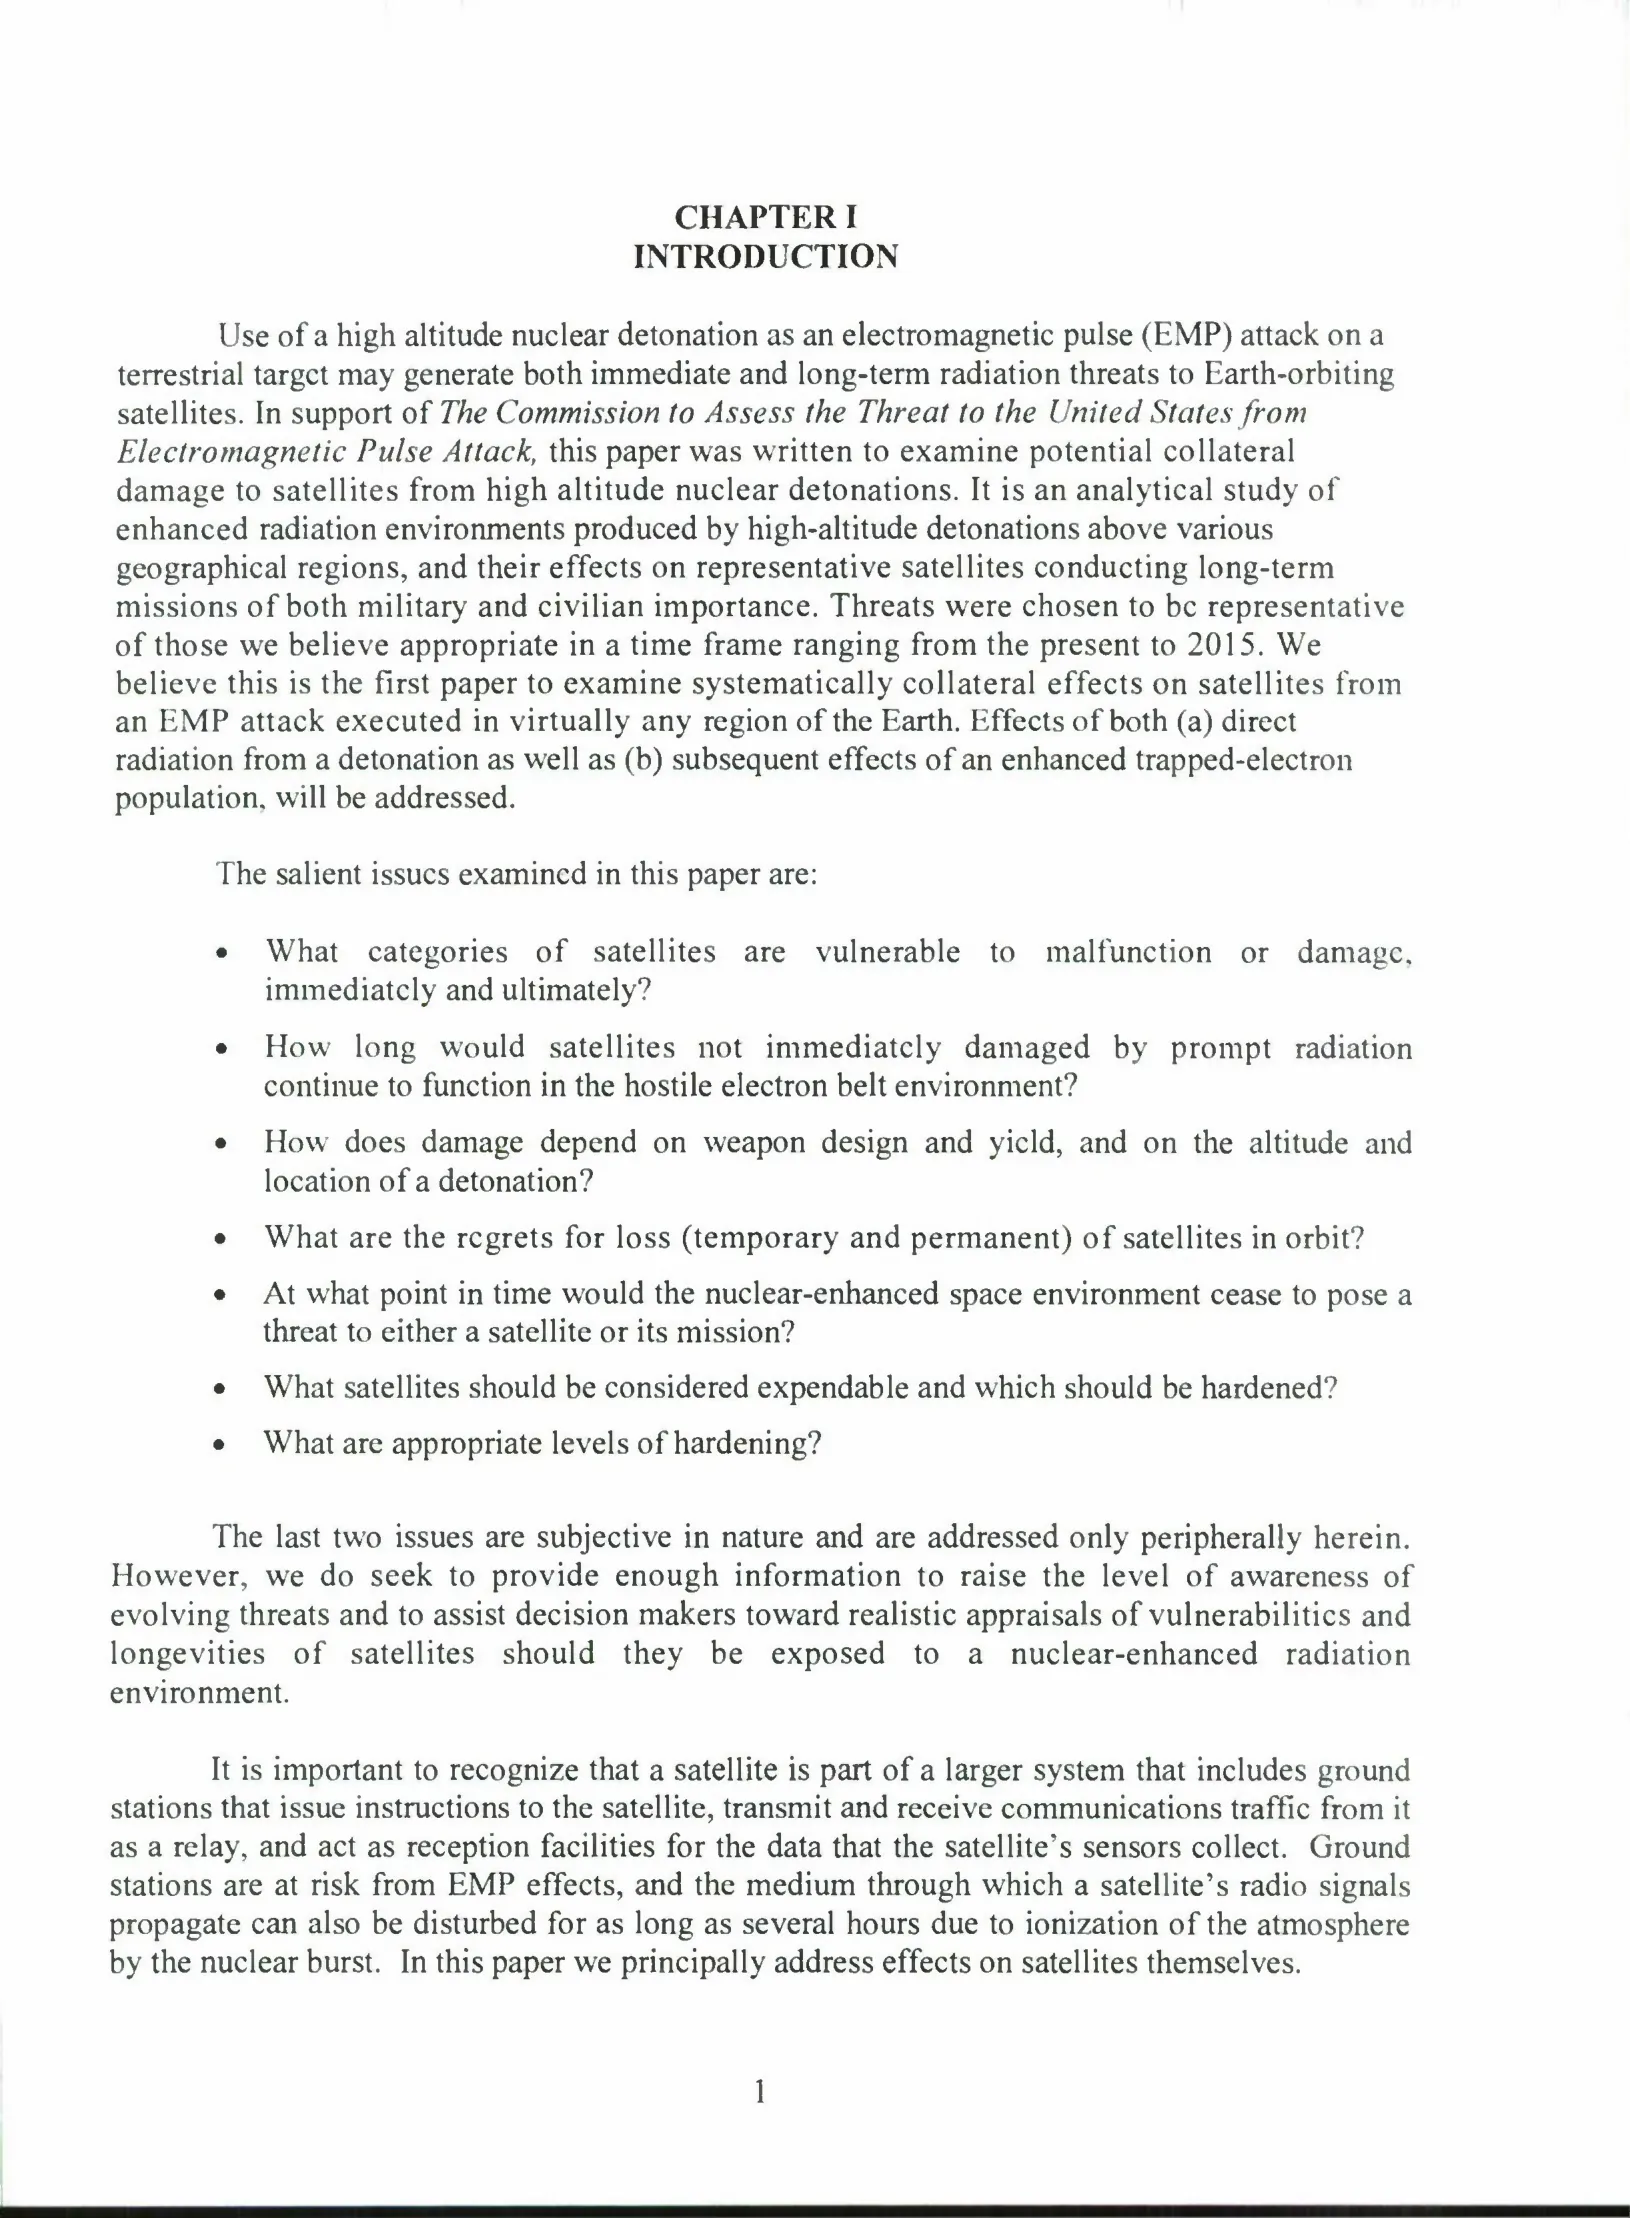 CHAPTER I
INTRODUCTION
Use of a high altitude nuclear detonation as an electromagnetic pulse (EMP) attack on a
terrestrial target may generate both immediate and long-term radiation threats to Earth-orbiting
satellites. In support of The Commission to Assess the Threat to the United States from
Electromagnetic Pulse Attack, this paper was written to examine potential collateral
damage to satellites from high altitude nuclear detonations. It is an analytical study of
enhanced radiation environments produced by high-altitude detonations above various
geographical regions, and their effects on representative satellites conducting long-term
missions of both military and civilian importance. Threats were chosen to be representative
of those we believe appropriate in a time frame ranging from the present to 2015. We
believe this is the first paper to examine systematically collateral effects on satellites from
an EMP attack executed in virtually any region of the Earth. Effects of both (a) direct
radiation from a detonation as well as (b) subsequent effects of an enhanced trapped-electron
population, will be addressed.
The salient issues examined in this paper are:
• What categories of satellites are vulnerable to malfunction or damage,
immediately and ultimately?
• How long would satellites not immediately damaged by prompt radiation
continue to function in the hostile electron belt environment?
• How does damage depend on weapon design and yield, and on the altitude and
location of a detonation?
• What are the regrets for loss (temporary and permanent) of satellites in orbit?
• At what point in time would the nuclear-enhanced space environment cease to pose a
threat to either a satellite or its mission?
• What satellites should be considered expendable and which should be hardened?
• What are appropriate levels of hardening?
The last two issues are subjective in nature and are addressed only peripherally herein.
However, we do seek to provide enough information to raise the level of awareness of
evolving threats and to assist decision makers toward realistic appraisals of vulnerabilities and
longevities of satellites should they be exposed to a nuclear-enhanced radiation
environment.
It is important to recognize that a satellite is part of a larger system that includes ground
stations that issue instructions to the satellite, transmit and receive communications traffic from it
as a relay, and act as reception facilities for the data that the satellite's sensors collect. Ground
stations are at risk from EMP effects, and the medium through which a satellite's radio signals
propagate can also be disturbed for as long as several hours due to ionization of the atmosphere
by the nuclear burst. In this paper we principally address effects on satellites themselves.
1